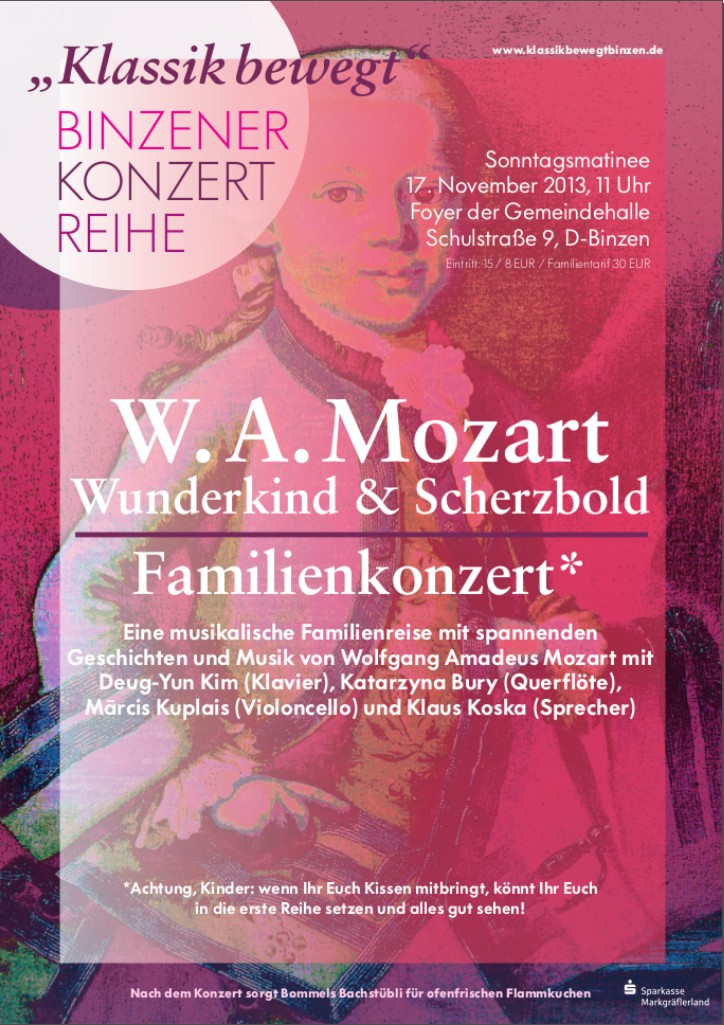 „Klassik bewegt“
BINZENER
KONZERT
REIHE
www.klassikbewegtbinzen.de
Sonntagsmatinee
17. November 2013, 11 Uhr
Foyer der Gemeindehalle
Schulstraße 9, D-Binzen
Eintritt: 15 / 8 EUR / Familientarif 30 EUR
W. A. Mozart
Wunderkind & Scherzbold
Familienkonzert*
Eine musikalische Familienreise mit spannenden
Geschichten und Musik von Wolfgang Amadeus Mozart mit
Deug-Yun Kim (Klavier), Katarzyna Bury (Querflöte),
Mārcis Kuplais (Violoncello) und Klaus Koska (Sprecher)
*Achtung, Kinder: wenn Ihr Euch Kissen mitbringt, könnt Ihr Euch
in die erste Reihe setzen und alles gut sehen!
Nach dem Konzert sorgt Bommels Bachstübli für ofenfrischen Flammkuchen
Sparkasse
Markgräflerland